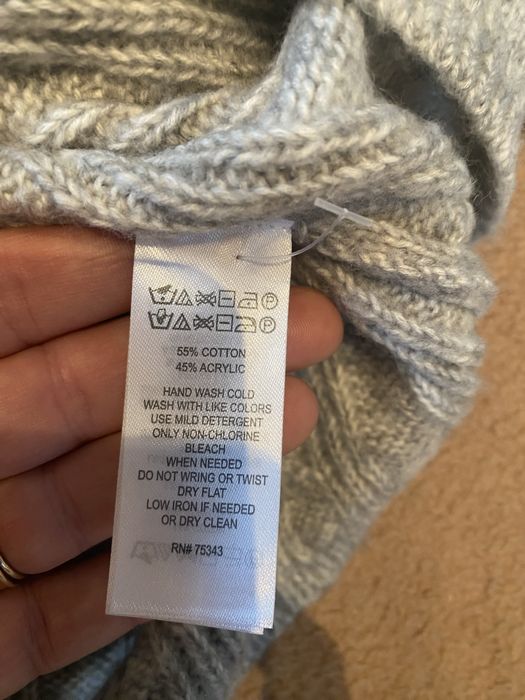 55% COTTON
45% ACRYLIC
HAND WASH COLD
WASH WITH LIKE COLORS
USE MILD DETERGENT
ONLY NON-CHLORINE
BLEACH
WHEN NEEDED
DO NOT WRING OR TWIST
DRY FLAT
LOW IRON IF NEEDED
OR DRY CLEAN
RN# 75343